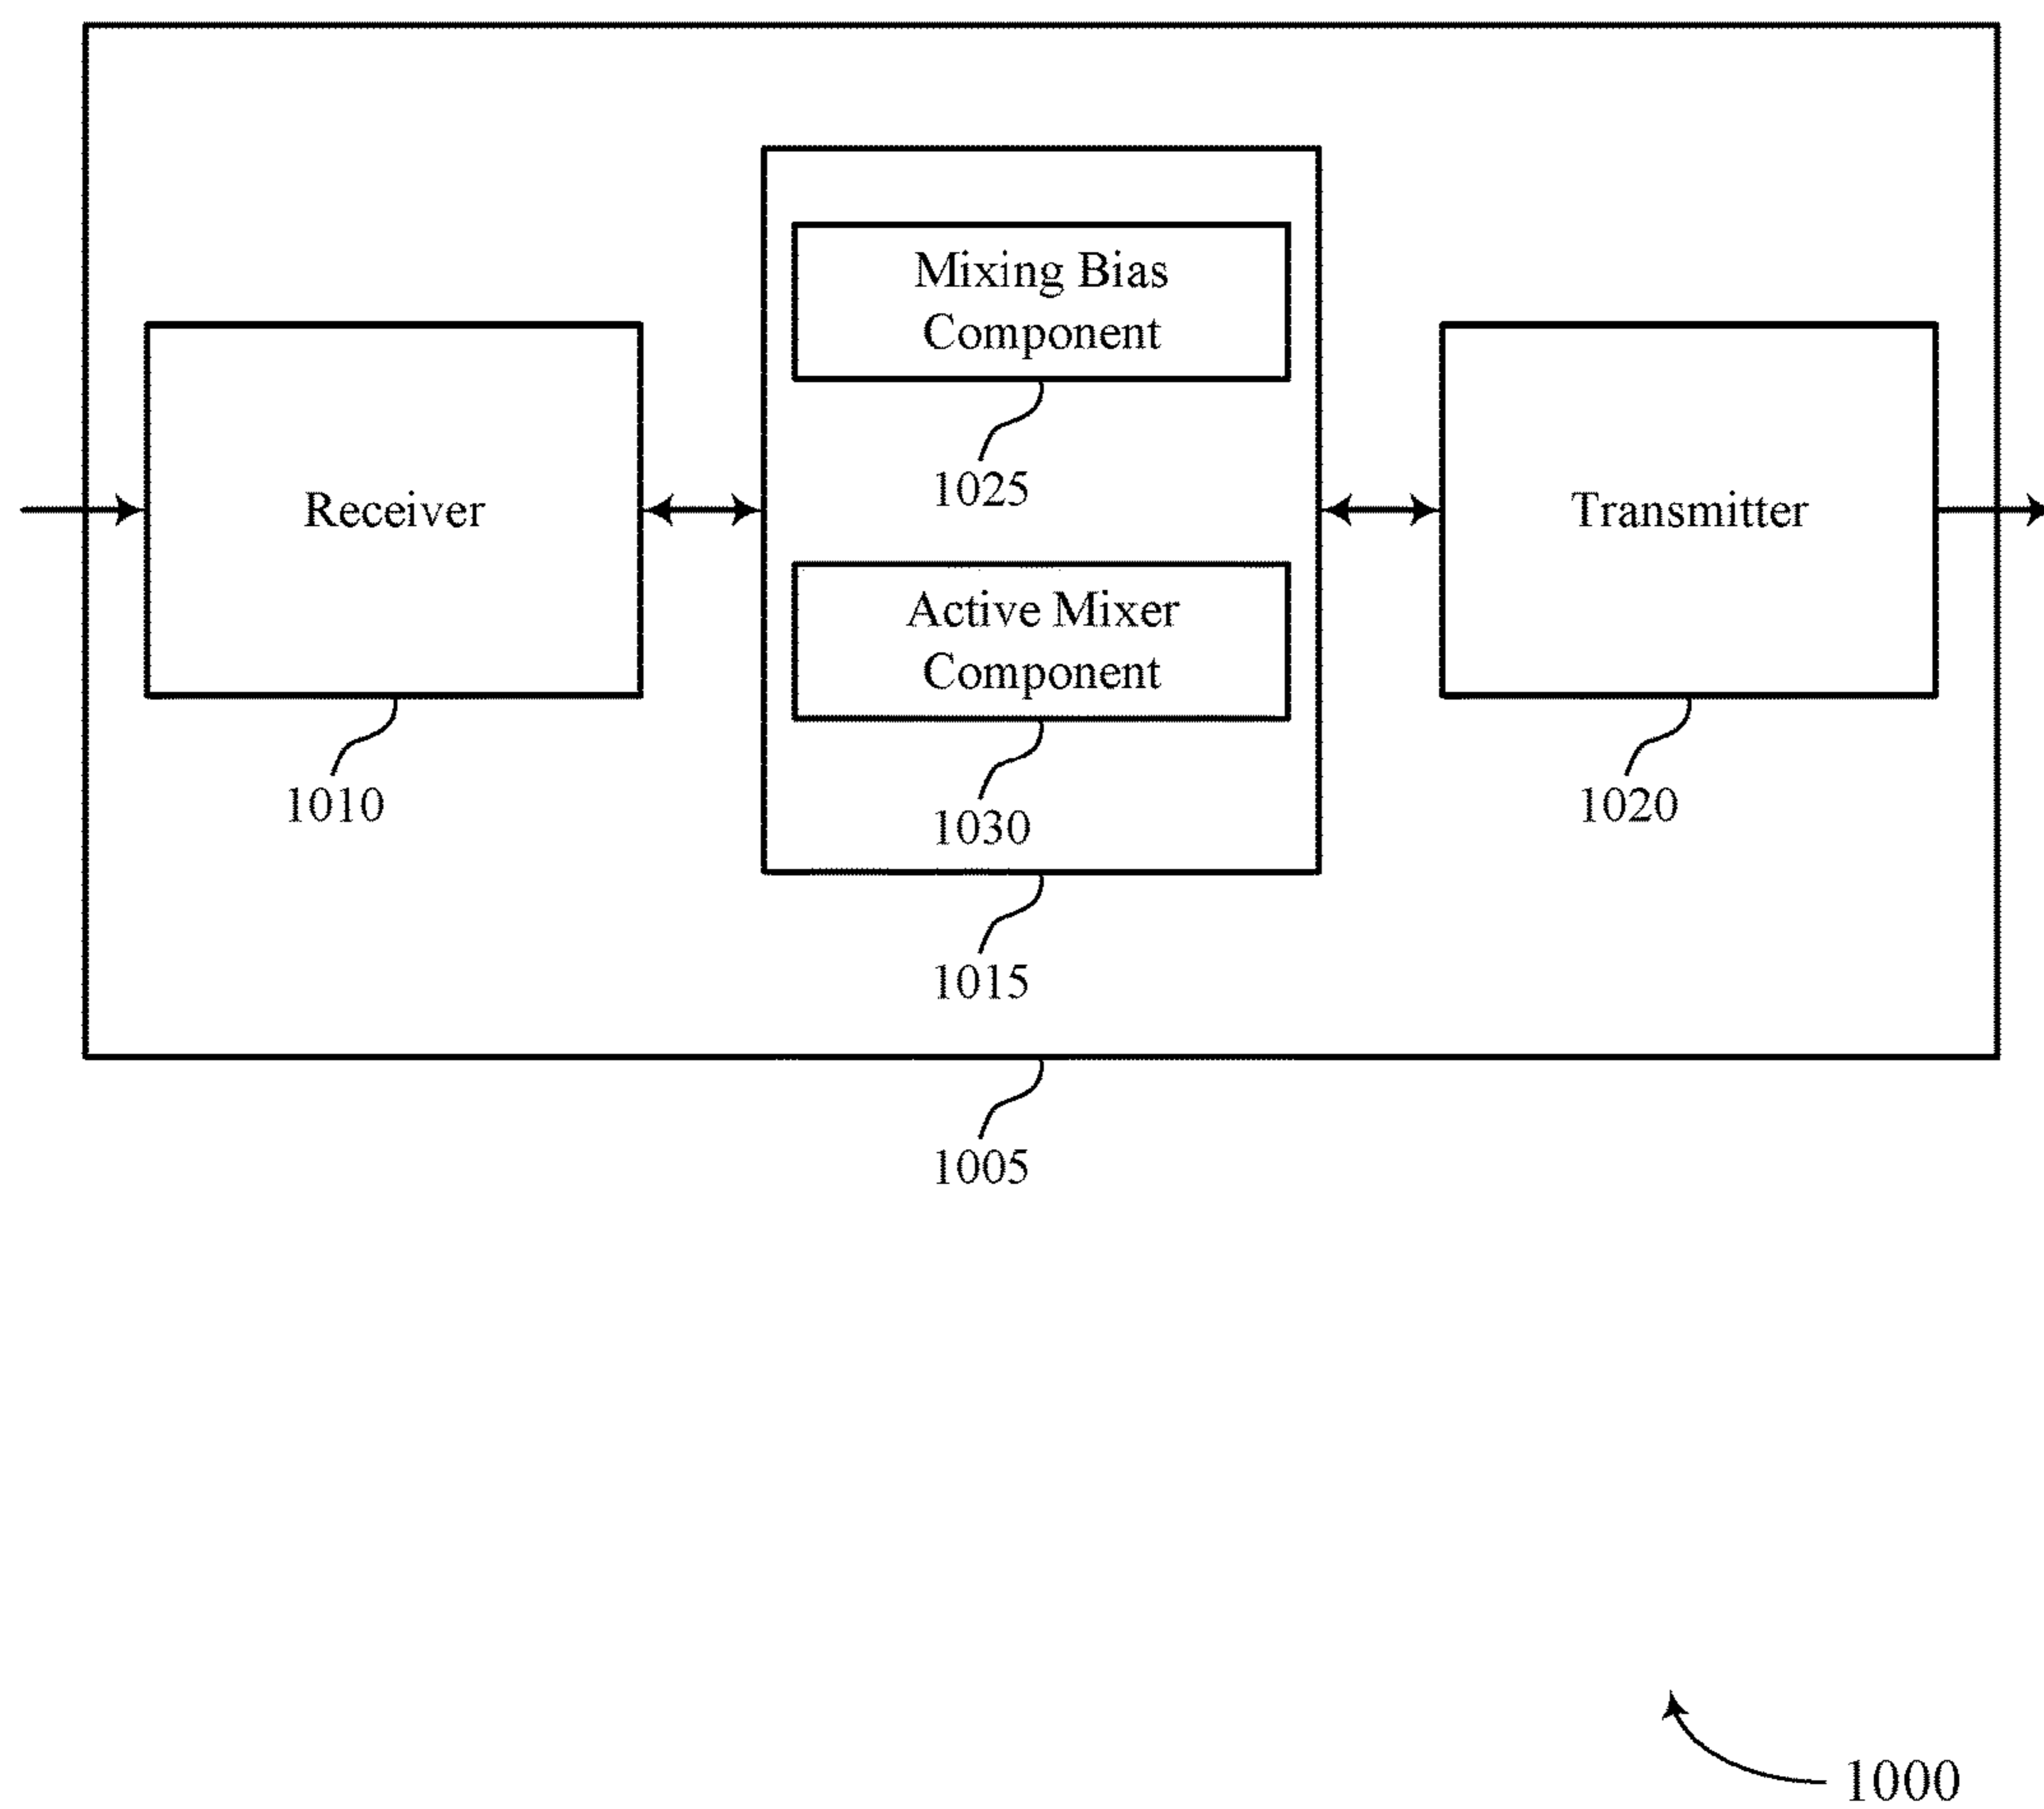 Mixing Bias
Component
1025
Receiver
Transmitter
Active Mixer
Component
1010
1030
1020
1015
1005
1000